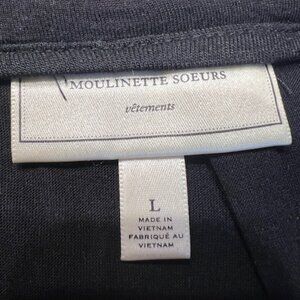 MOULINETTE SOEURS
vêtements
L
MADE IN
VIETNAM
FABRIQUÉ AU
VIETNAM